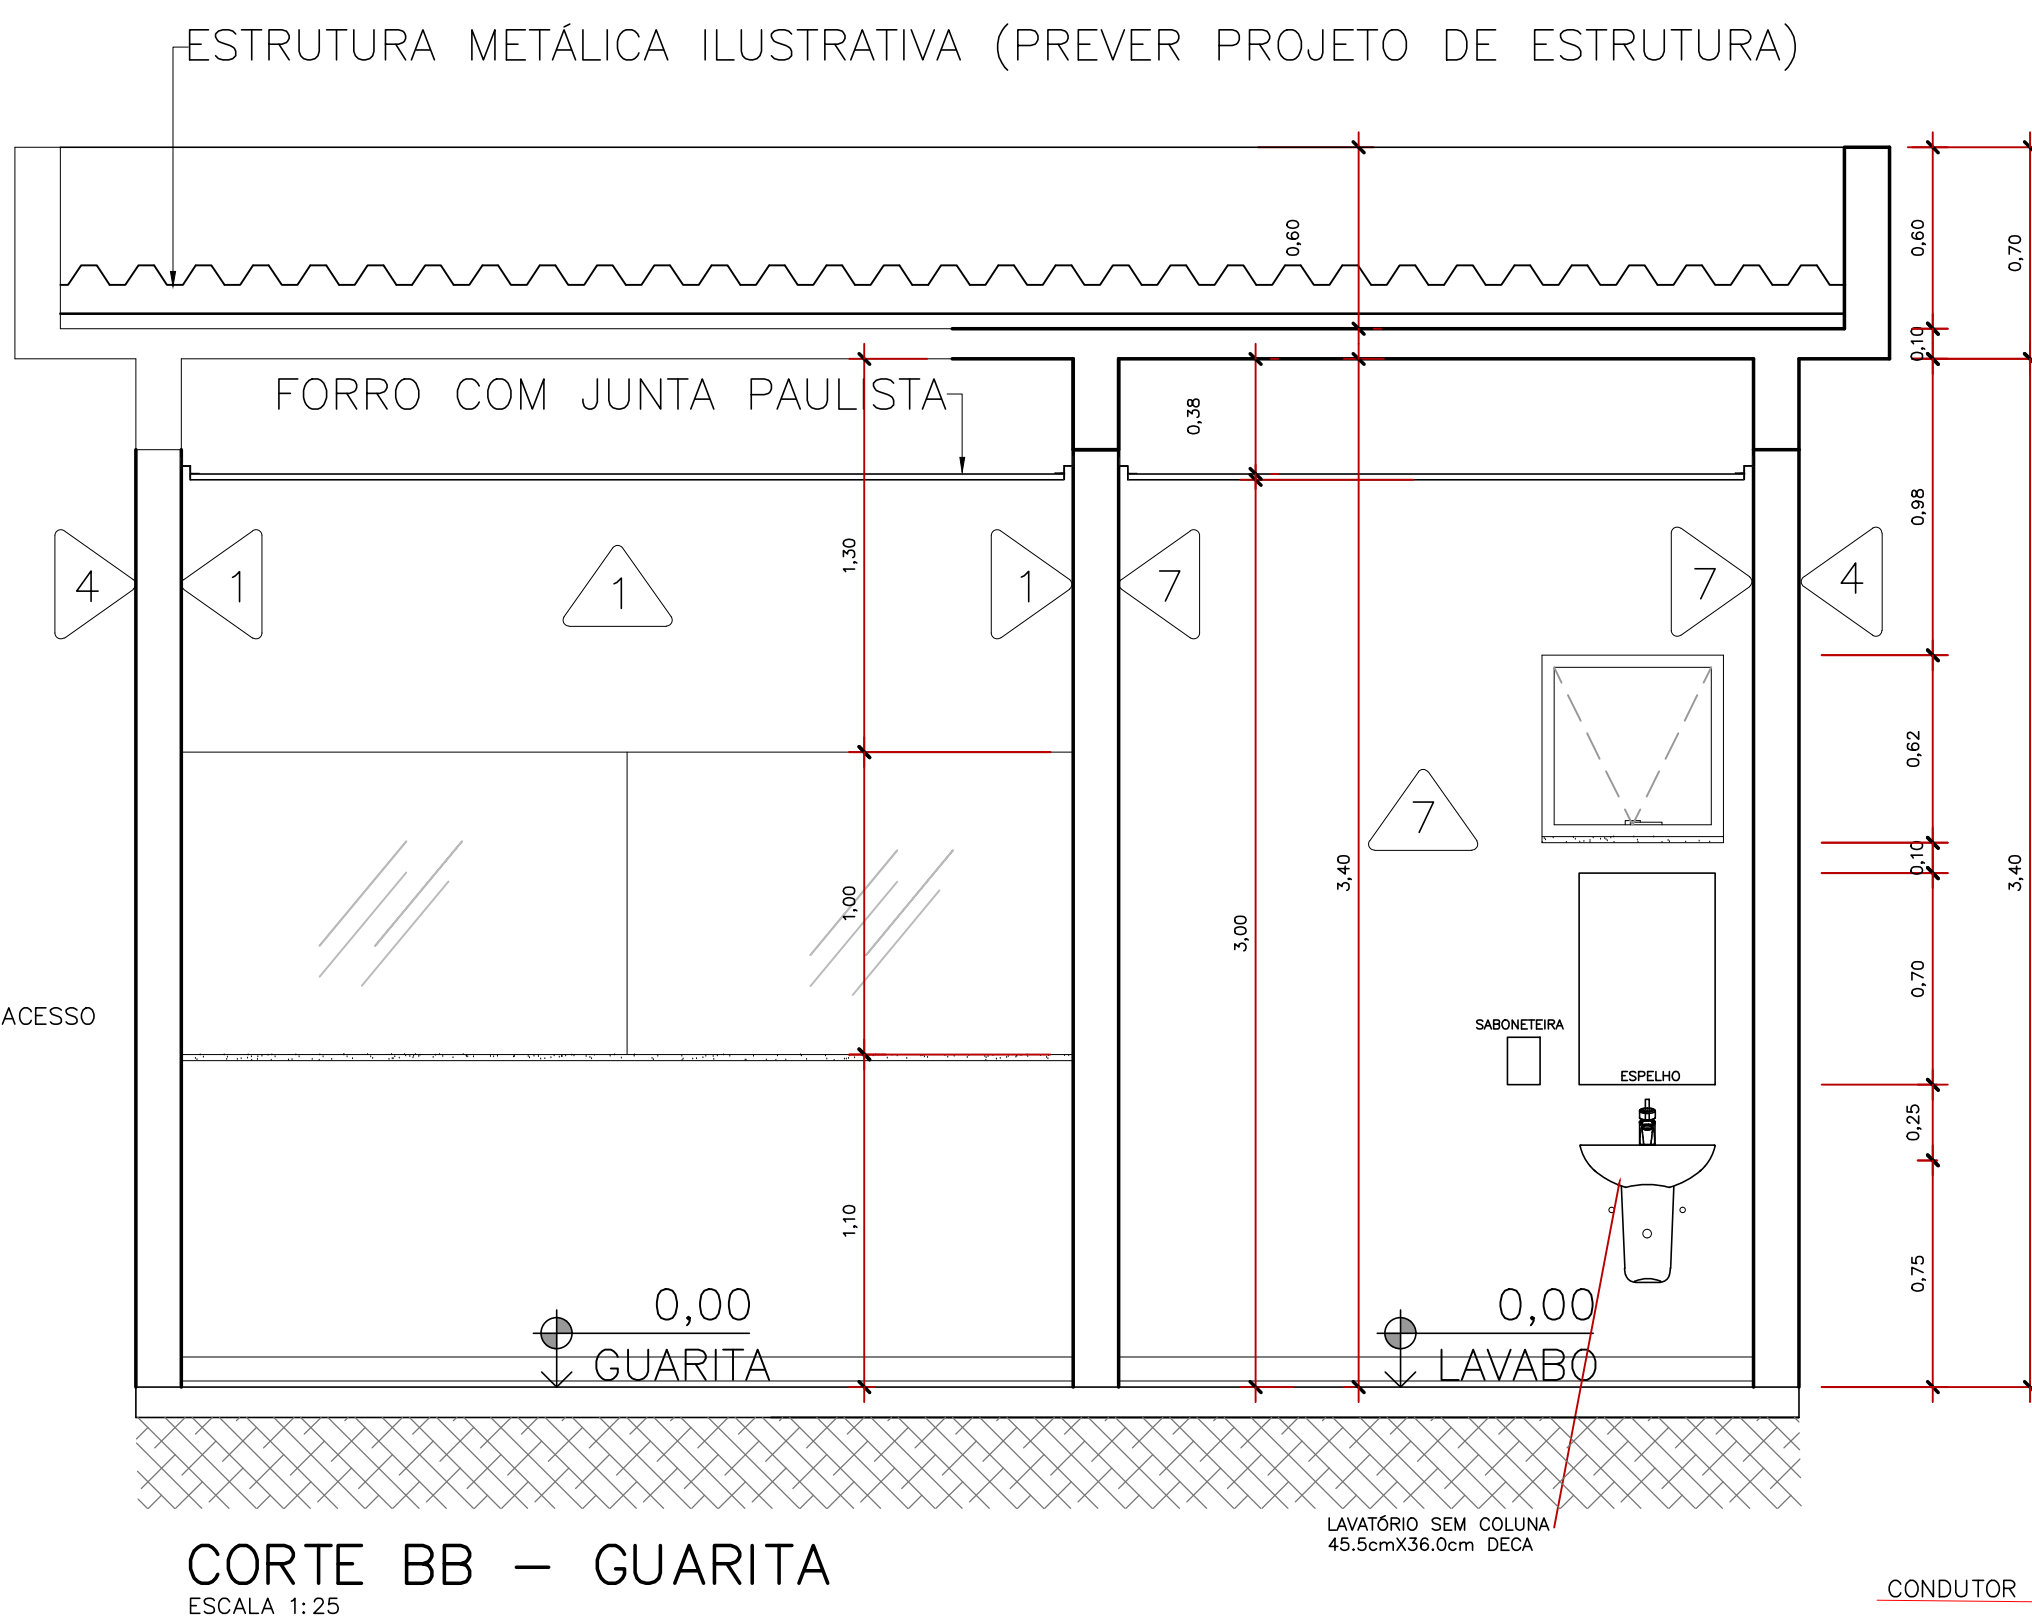 ESTRUTURA METÁLICA ILUSTRATIVA (PREVER PROJETO DE ESTRUTURA)
0,60
0,60
0,70
0,10
FORRO COM JUNTA PAULISTA
0,38
0,98
1,30
4
1
1
1
7
7
4
0,62
7
0,10
3,40
3,40
1,00
3,00
0,70
ACESSO
SABONETEIRA
ESPELHO
0,25
1,10
0,75
0,00
GUARITA
0,00
LAVABO
LAVATÓRIO SEM COLUNA
45.5cmX36.0cm DECA
CORTE BB – GUARITA
ESCALA 1:25
CONDUTOR